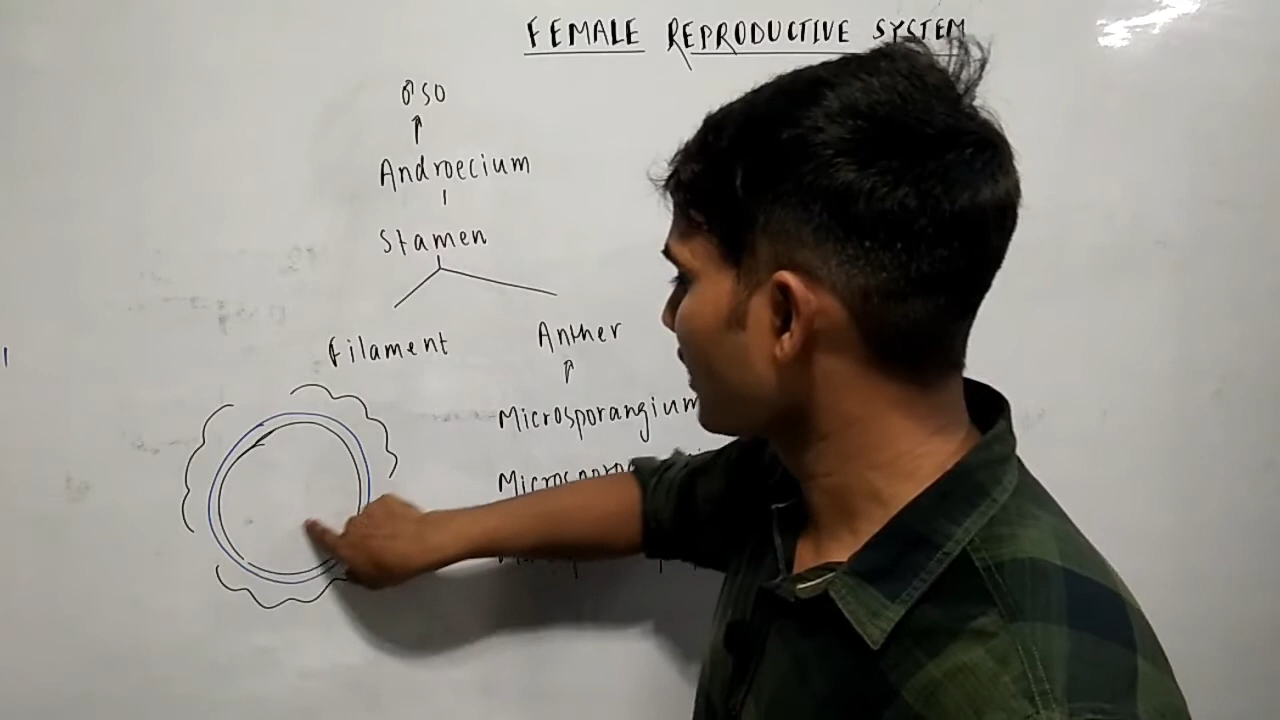 FEMALE REPRODUCTIVE SYSTEM
♂ SO
Androecium
Stamen
Filament
Anther
Microsporangium